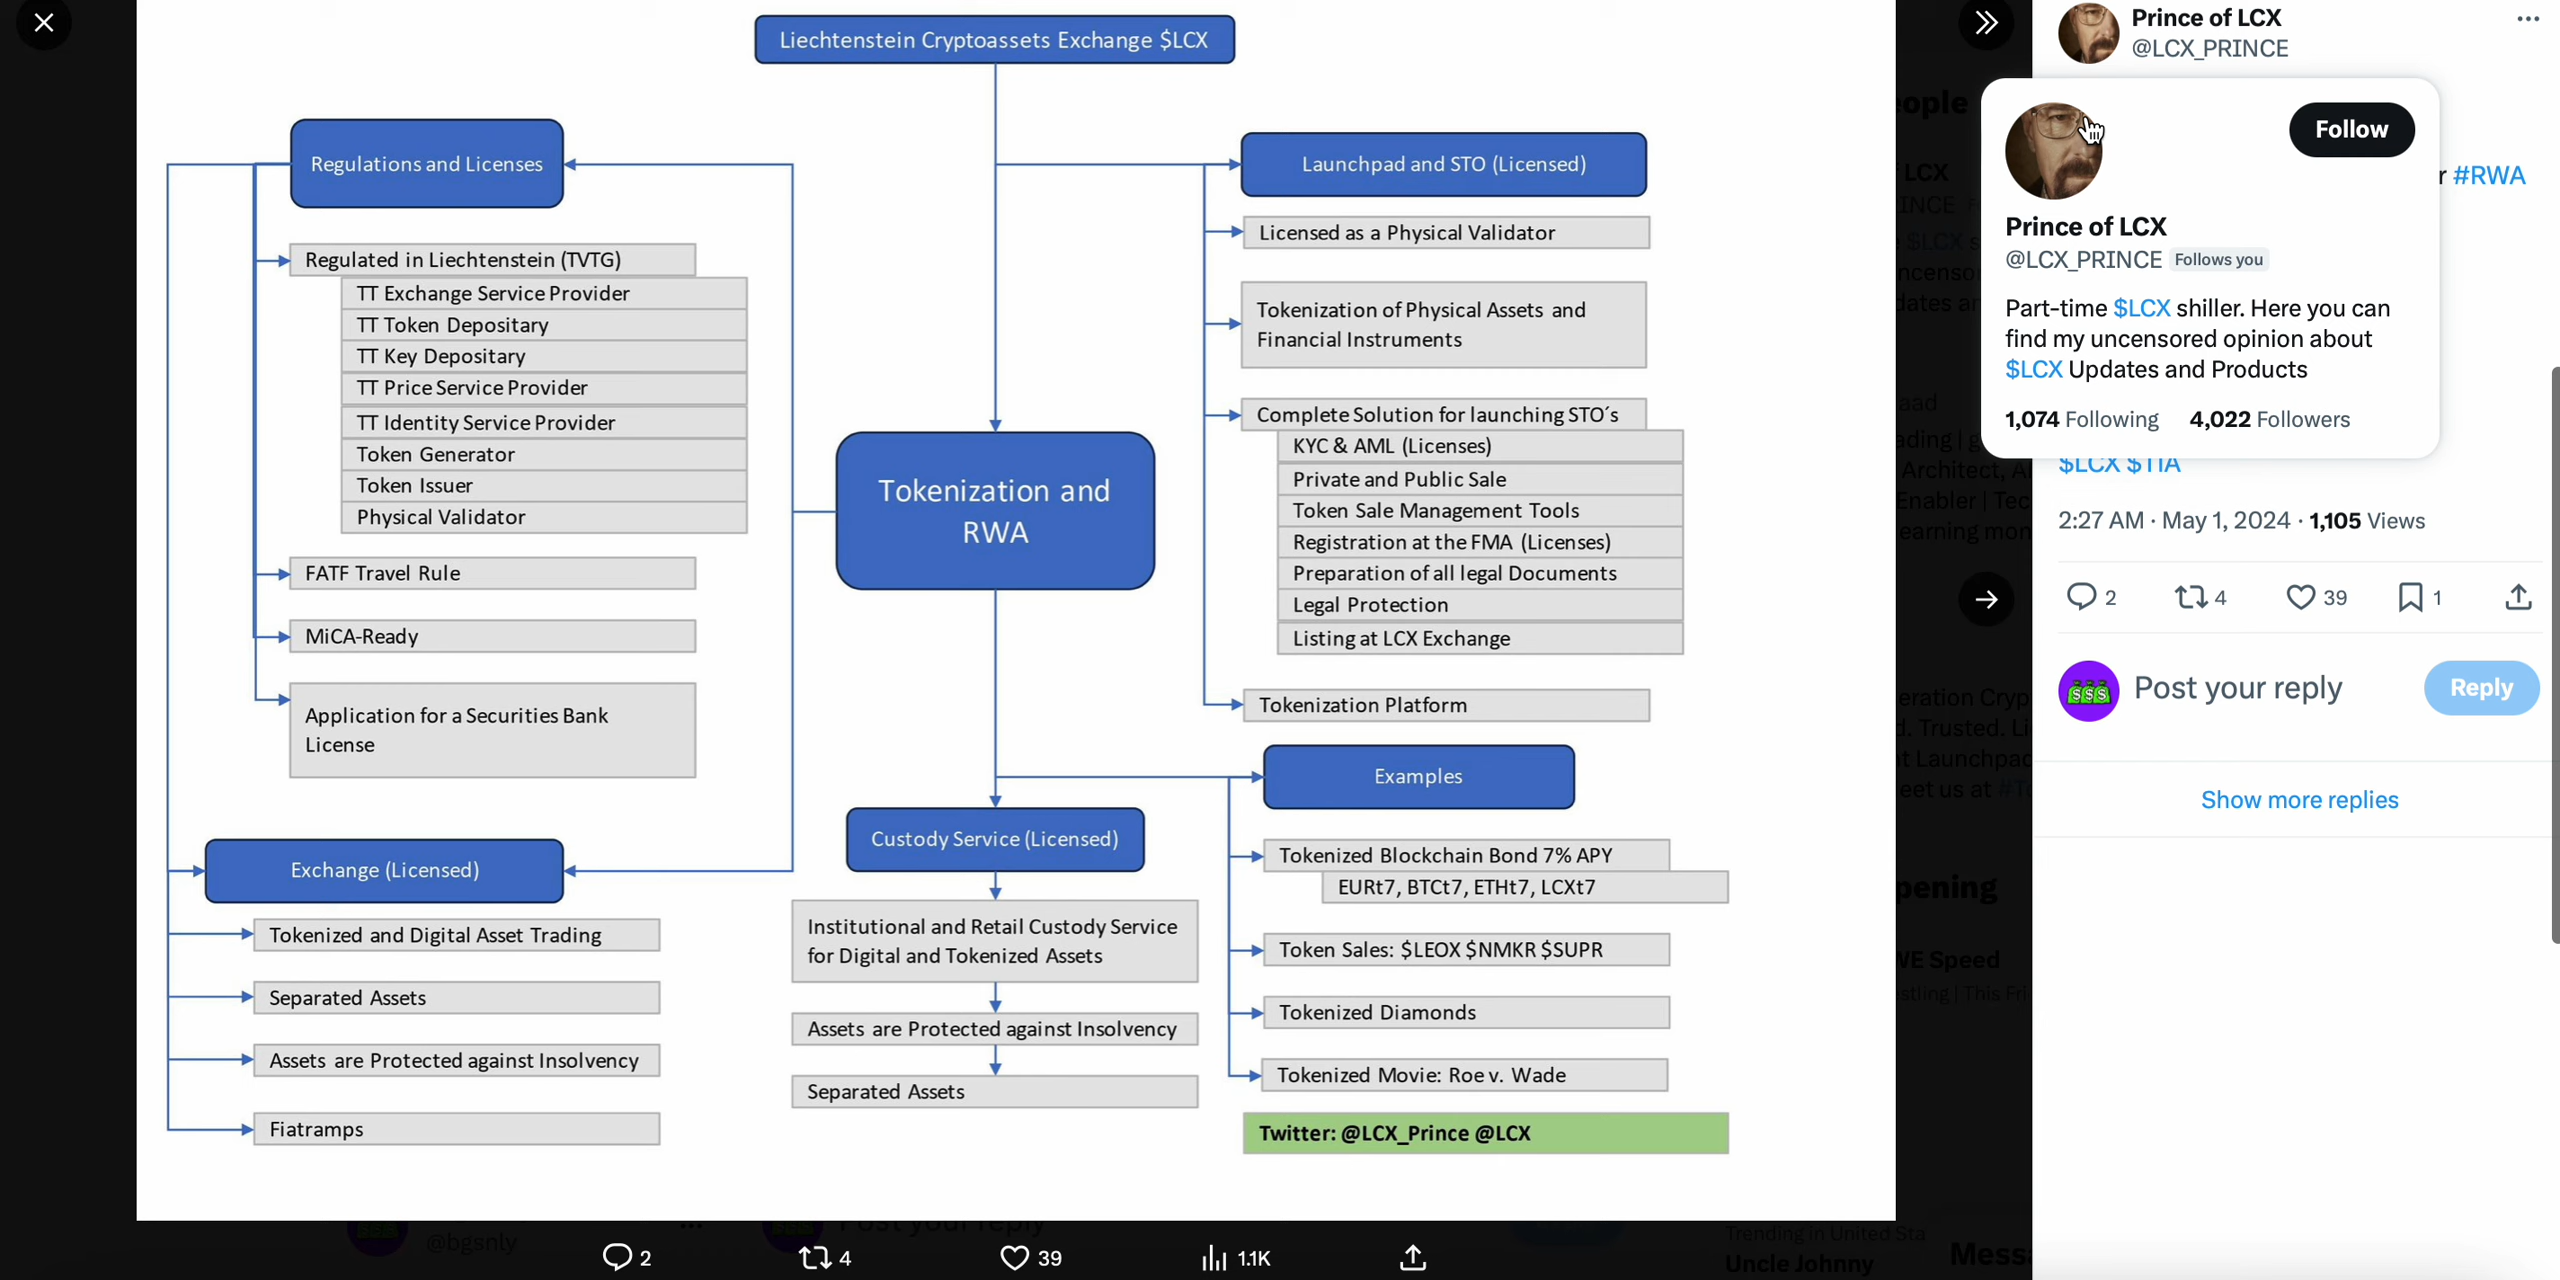 Liechtenstein Cryptoassets Exchange $LCX
Regulations and Licenses
Regulated in Liechtenstein (TVTG)
TT Exchange Service Provider
TT Token Depositary
TT Key Depositary
TT Price Service Provider
TT Identity Service Provider
Token Generator
Token Issuer
Physical Validator
FATF Travel Rule
MiCA-Ready
Application for a Securities Bank
License
Exchange (Licensed)
Tokenized and Digital Asset Trading
Separated Assets
Assets are Protected against Insolvency
Fiatramps
Tokenization and
RWA
Custody Service (Licensed)
Institutional and Retail Custody Service
for Digital and Tokenized Assets
Assets are Protected against Insolvency
Separated Assets
Launchpad and STO (Licensed)
Licensed as a Physical Validator
Tokenization of Physical Assets and
Financial Instruments
Complete Solution for launching STO´s
KYC & AML (Licenses)
Private and Public Sale
Token Sale Management Tools
Registration at the FMA (Licenses)
Preparation of all legal Documents
Legal Protection
Listing at LCX Exchange
Tokenization Platform
Examples
Tokenized Blockchain Bond 7% APY
EURt7, BTCt7, ETHt7, LCXt7
Token Sales: $LEOX $NMKR $SUPR
Tokenized Diamonds
Tokenized Movie: Roe v. Wade
Twitter: @LCX_Prince @LCX
@bgsnly
Post your reply
2
4
39
1.1K
Trending in United Sta
Uncle Johnny
Prince of LCX
@LCX_PRINCE
Follow
r #RWA
Prince of LCX
@LCX_PRINCE Follows you
Part-time $LCX shiller. Here you can
find my uncensored opinion about
$LCX Updates and Products
1,074 Following 4,022 Followers
$LCX $TIA
2:27 AM · May 1, 2024 · 1,105 Views
2
4
39
1
$$$
Post your reply
Reply
Show more replies